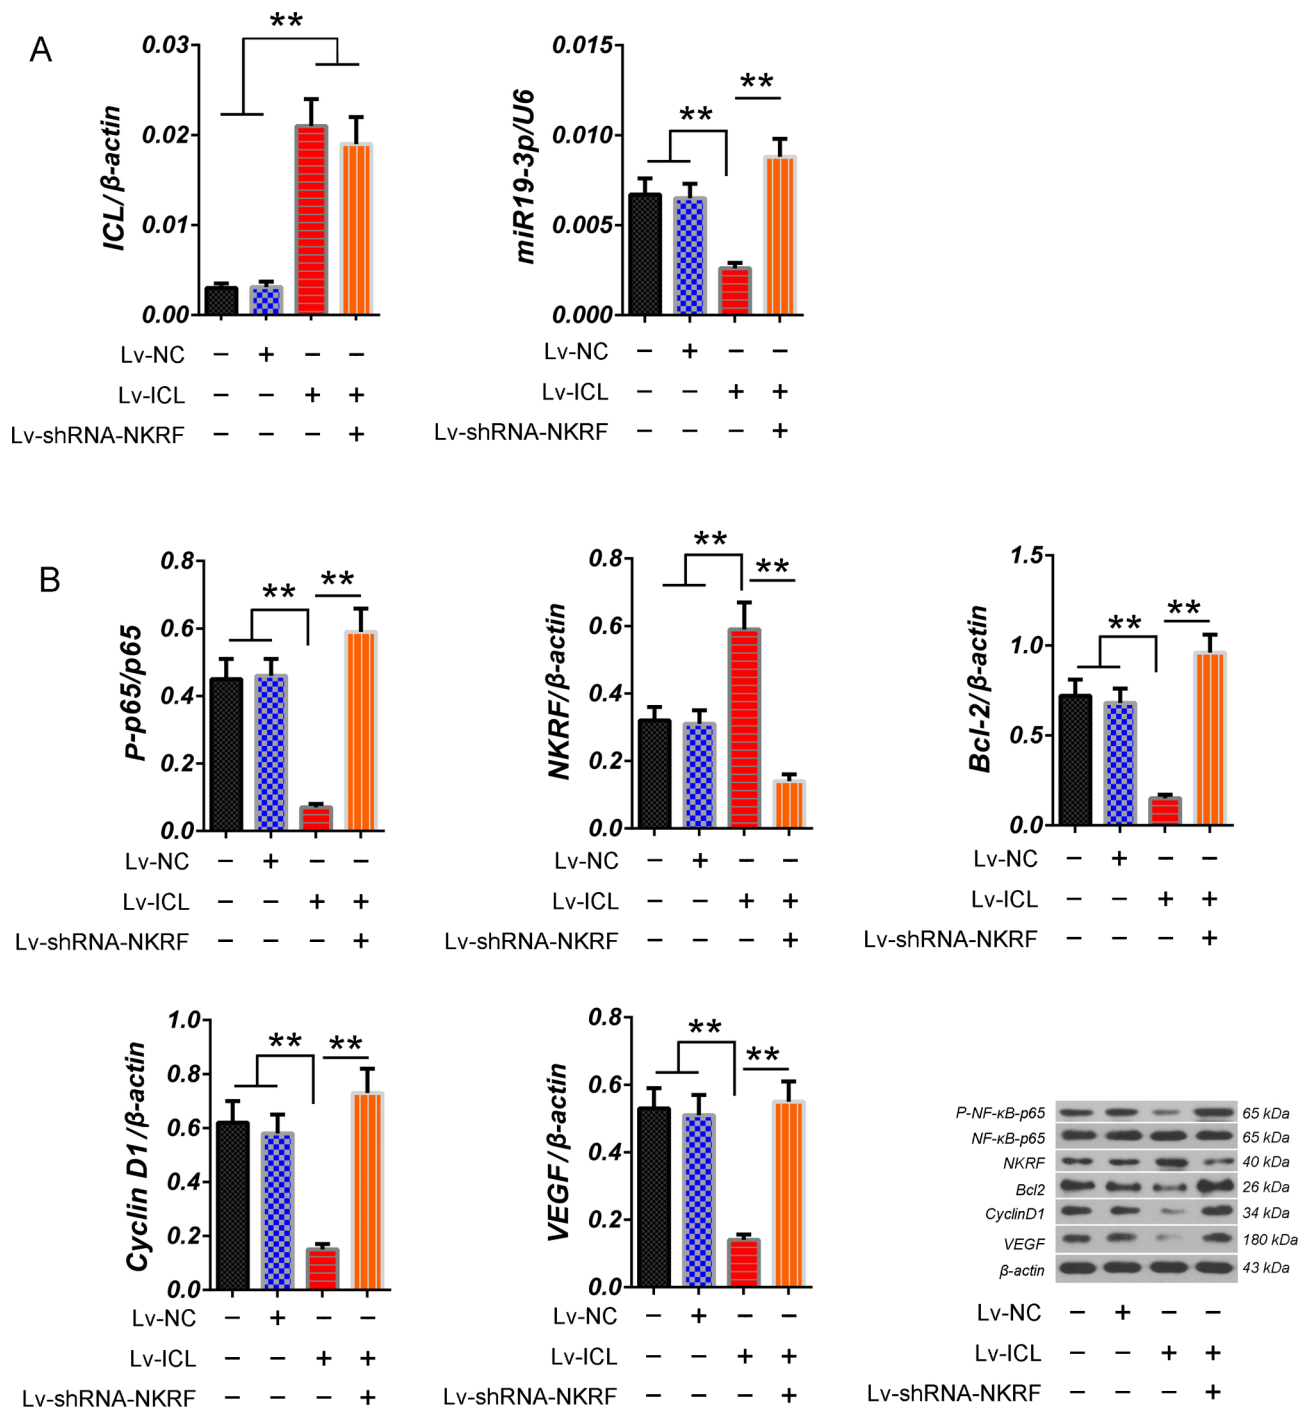 A
**
ICL/β-actin
0.03
0.02
0.01
0.00
Lv-NC − + − −
Lv-ICL − − + +
Lv-shRNA-NKRF − − − +
** **
miR19-3p/U6
0.015
0.010
0.005
0.000
Lv-NC − + − −
Lv-ICL − − + +
Lv-shRNA-NKRF − − − +
B
** **
P-p65/p65
0.8
0.6
0.4
0.2
0.0
Lv-NC − + − −
Lv-ICL − − + +
Lv-shRNA-NKRF − − − +
** **
NKRF/β-actin
0.8
0.6
0.4
0.2
0.0
Lv-NC − + − −
Lv-ICL − − + +
Lv-shRNA-NKRF − − − +
** **
Bcl-2/β-actin
1.5
1.0
0.5
0.0
Lv-NC − + − −
Lv-ICL − − + +
Lv-shRNA-NKRF − − − +
** **
Cyclin D1/β-actin
1.0
0.8
0.6
0.4
0.2
0.0
Lv-NC − + − −
Lv-ICL − − + +
Lv-shRNA-NKRF − − − +
** **
VEGF/β-actin
0.8
0.6
0.4
0.2
0.0
Lv-NC − + − −
Lv-ICL − − + +
Lv-shRNA-NKRF − − − +
P-NF-κB-p65 65 kDa
NF-κB-p65 65 kDa
NKRF 40 kDa
Bcl2 26 kDa
CyclinD1 34 kDa
VEGF 180 kDa
β-actin 43 kDa
Lv-NC − + − −
Lv-ICL − − + +
Lv-shRNA-NKRF − − − +